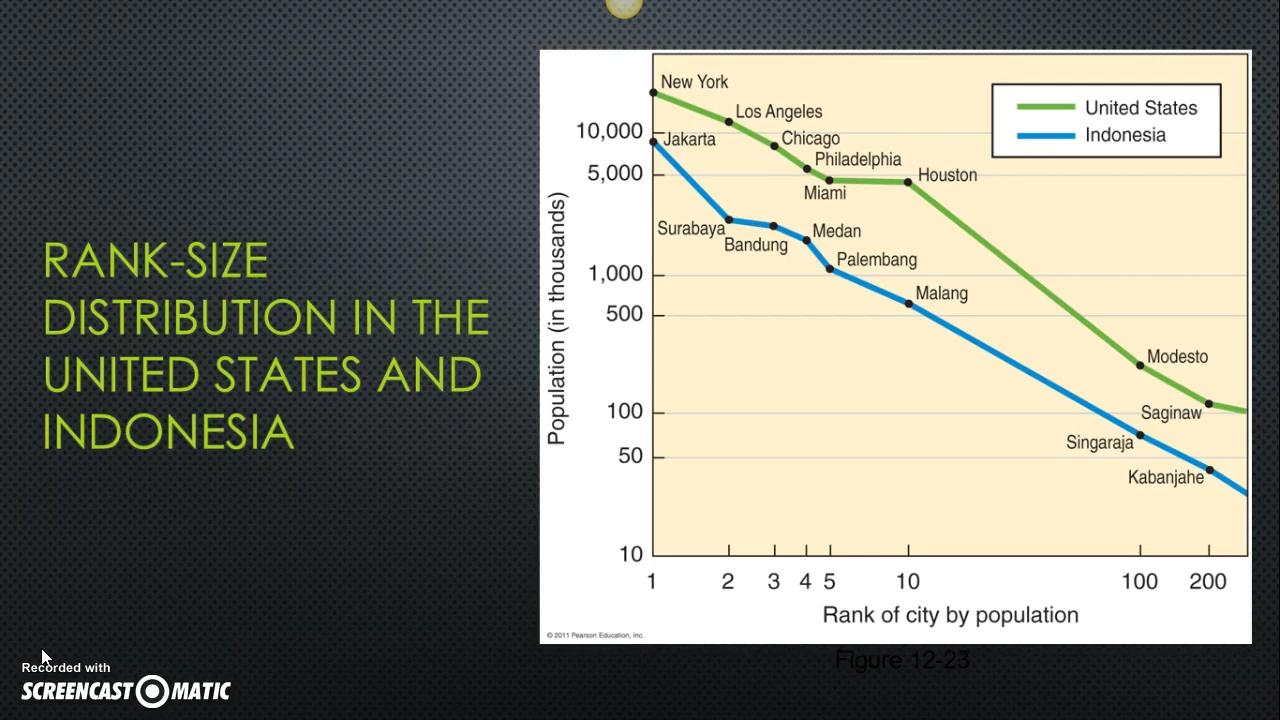 RANK-SIZE
DISTRIBUTION IN THE
UNITED STATES AND
INDONESIA
Population (in thousands)
10,000
5,000
1,000
500
100
50
10
1 2 3 4 5 10 100 200
Rank of city by population
United States
Indonesia
New York
Los Angeles
Chicago
Philadelphia
Miami
Houston
Modesto
Saginaw
Jakarta
Surabaya
Bandung
Medan
Palembang
Malang
Singaraja
Kabanjahe
© 2011 Pearson Education, Inc.
Figure 12-23
Recorded with
SCREENCAST MATIC